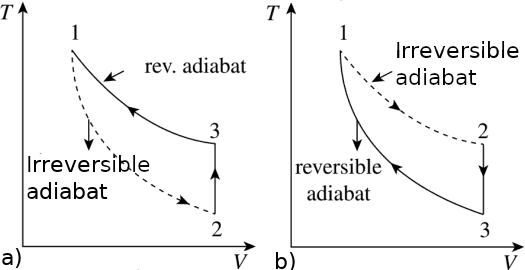 T
1
rev. adiabat
3
Irreversible
adiabat
2
a)
V
T
1
Irreversible
adiabat
2
reversible
adiabat
3
b)
V